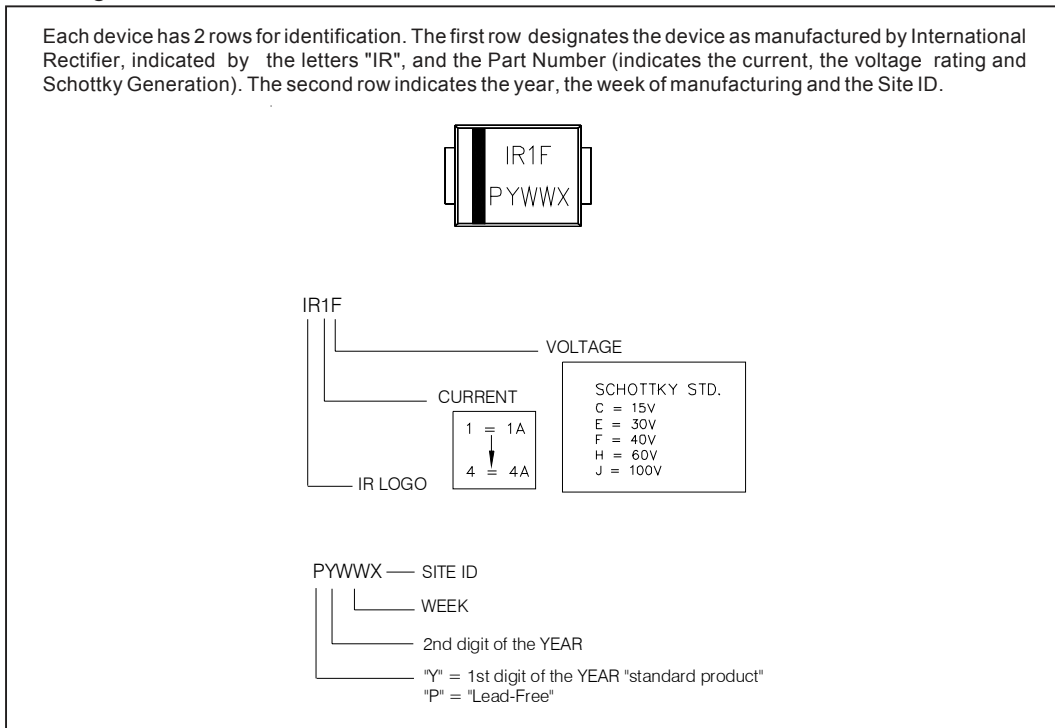 Each device has 2 rows for identification. The first row designates the device as manufactured by International
Rectifier, indicated by the letters "IR", and the Part Number (indicates the current, the voltage rating and
Schottky Generation). The second row indicates the year, the week of manufacturing and the Site ID.
IR1F
PYWWX
IR1F
VOLTAGE
SCHOTTKY STD.
C = 15V
E = 30V
F = 40V
H = 60V
J = 100V
CURRENT
1 = 1A
4 = 4A
IR LOGO
PYWWX
SITE ID
WEEK
2nd digit of the YEAR
"Y" = 1st digit of the YEAR "standard product"
"P" = "Lead-Free"